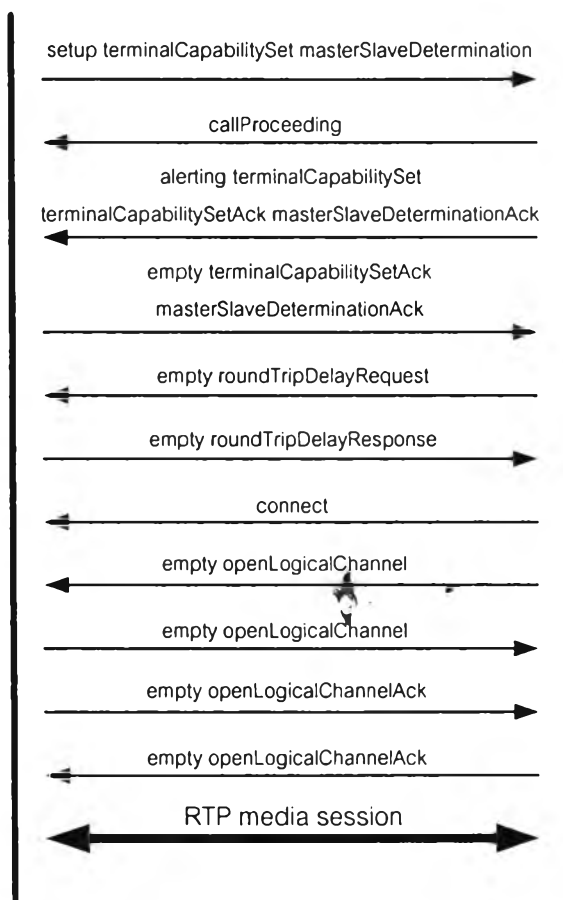 setup terminalCapabilitySet masterSlaveDetermination
callProceeding
alerting terminalCapabilitySet
terminalCapabilitySetAck masterSlaveDeterminationAck
empty terminalCapabilitySetAck
masterSlaveDeterminationAck
empty roundTripDelayRequest
empty roundTripDelayResponse
connect
empty openLogicalChannel
empty openLogicalChannel
empty openLogicalChannelAck
empty openLogicalChannelAck
RTP media session